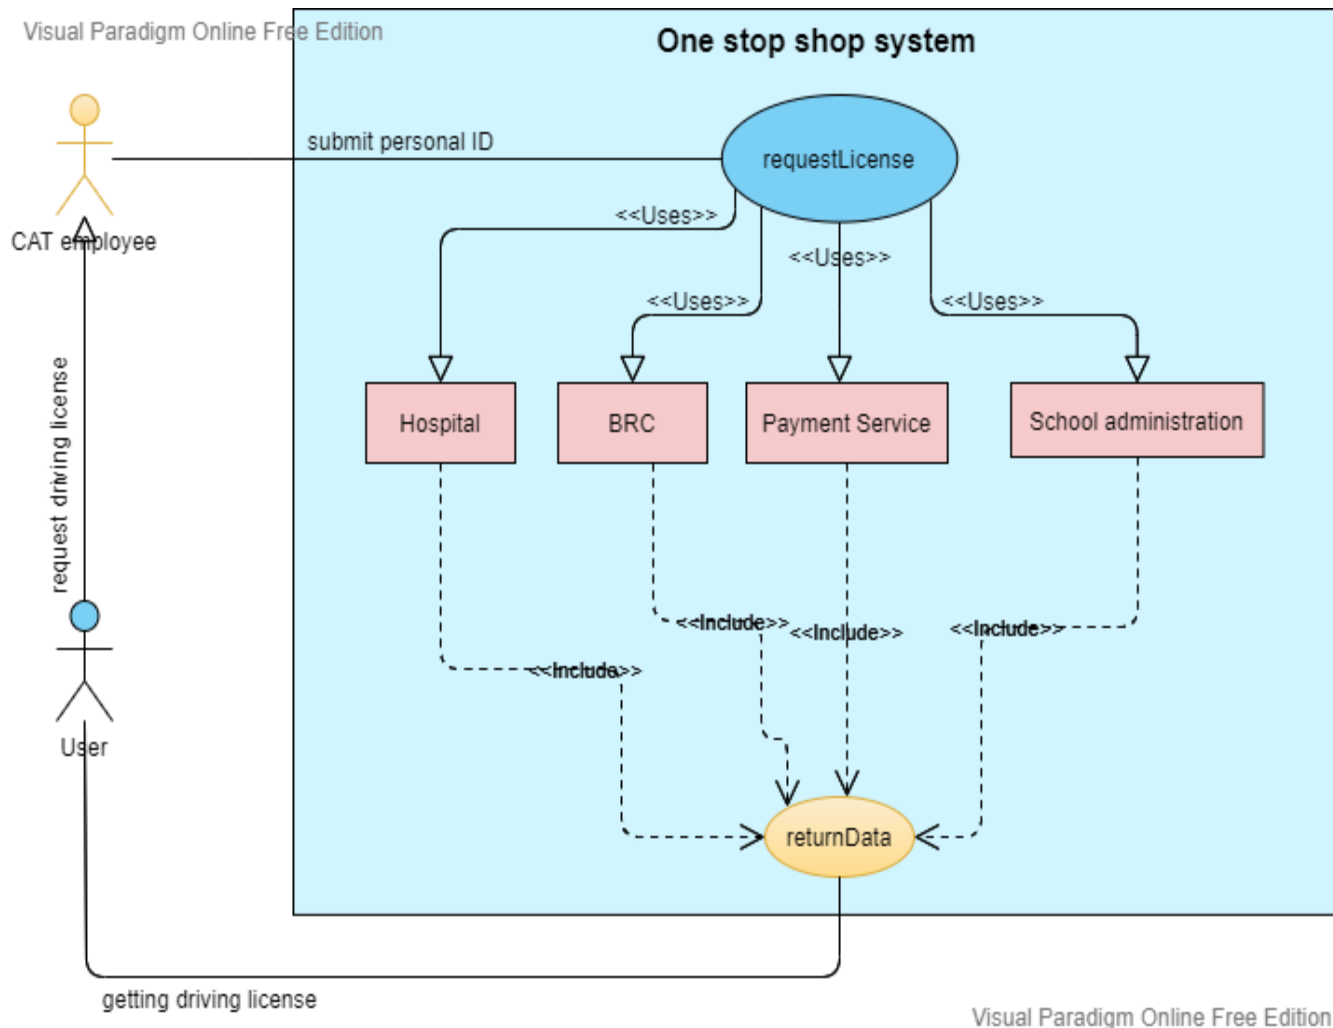 Visual Paradigm Online Free Edition
One stop shop system
submit personal ID
requestLicense
<<Uses>>
CAT employee
<<Uses>>
<<Uses>>
<<Uses>>
request driving license
Hospital
BRC
Payment Service
School administration
<<Include>>
<<Include>>
<<Include>>
<<Include>>
User
returnData
getting driving license
Visual Paradigm Online Free Edition